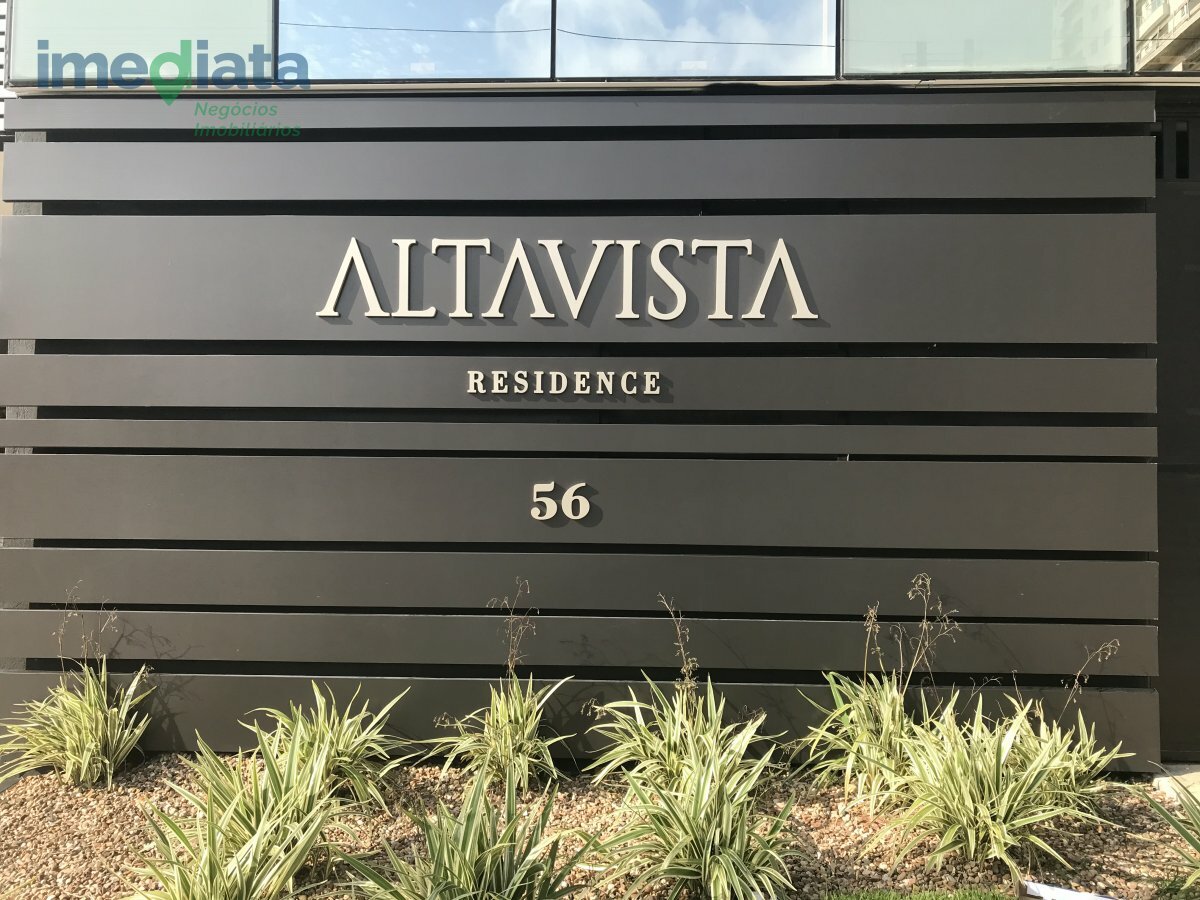 imediata
Negócios
Imobiliários
ALTAVISTA
RESIDENCE
56